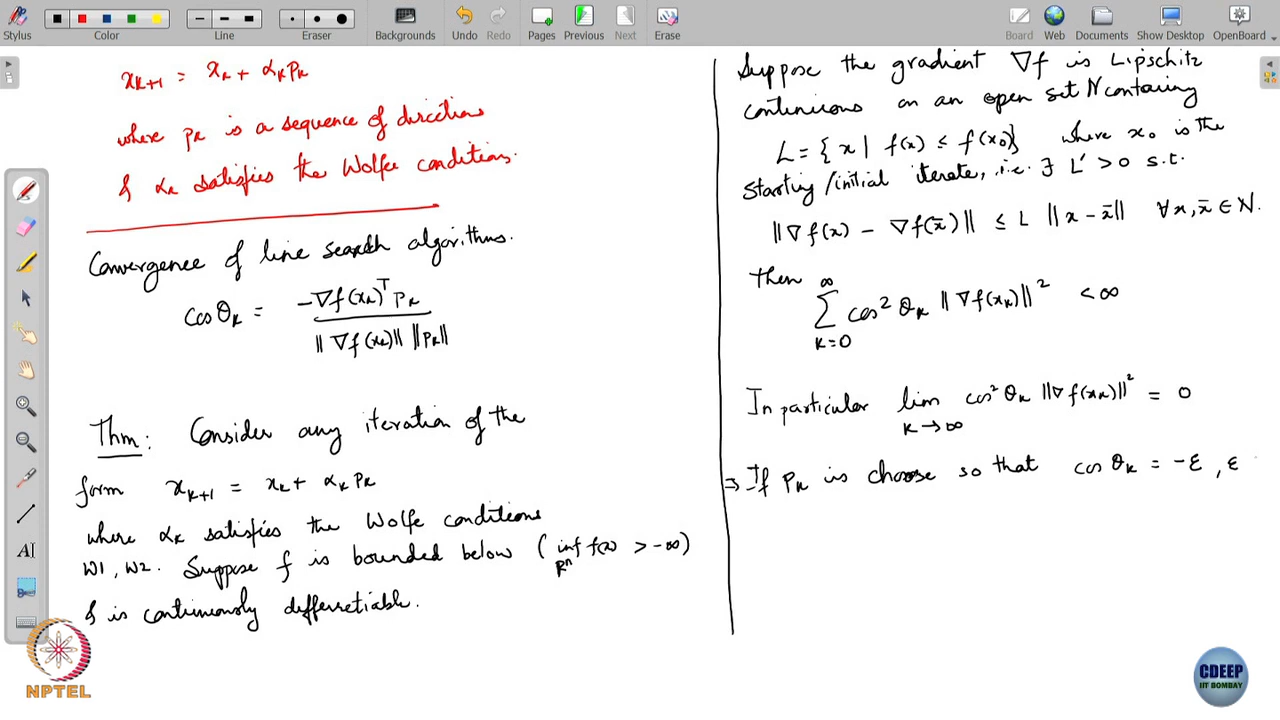 Stylus
Color
Line
Eraser
Backgrounds
Undo
Redo
Pages
Previous
Next
Erase
Board
Web
Documents
Show Desktop
OpenBoard
x_{k+1} = x_k + α_k p_k
where p_k is a sequence of directions
& α_k satisfies the Wolfe conditions.
Convergence of line search algorithms.
cos θ_k = -∇f(x_k)^T p_k / ||∇f(x_k)|| ||p_k||
Thm: Consider any iteration of the
form x_{k+1} = x_k + α_k p_k
where α_k satisfies the Wolfe conditions
W1, W2. Suppose f is bounded below (inf_{R^n} f(x) > -∞)
& is continuously differetiable.
Suppose the gradient ∇f is Lipschitz
continuous on an open set N containing
L = {x | f(x) ≤ f(x_0)} where x_0 is the
starting/initial iterate, i.e. ∃ L' > 0 s.t.
||∇f(x) - ∇f(x̄)|| ≤ L ||x - x̄|| ∀ x, x̄ ∈ N.
then
∑_{k=0}^{∞} cos² θ_k ||∇f(x_k)||² < ∞
In particular lim_{k→∞} cos² θ_k ||∇f(x_k)||² = 0
⇒ If p_k is choose so that cos θ_k = -ε, ε
A
NPTEL
CDEEP
IIT BOMBAY